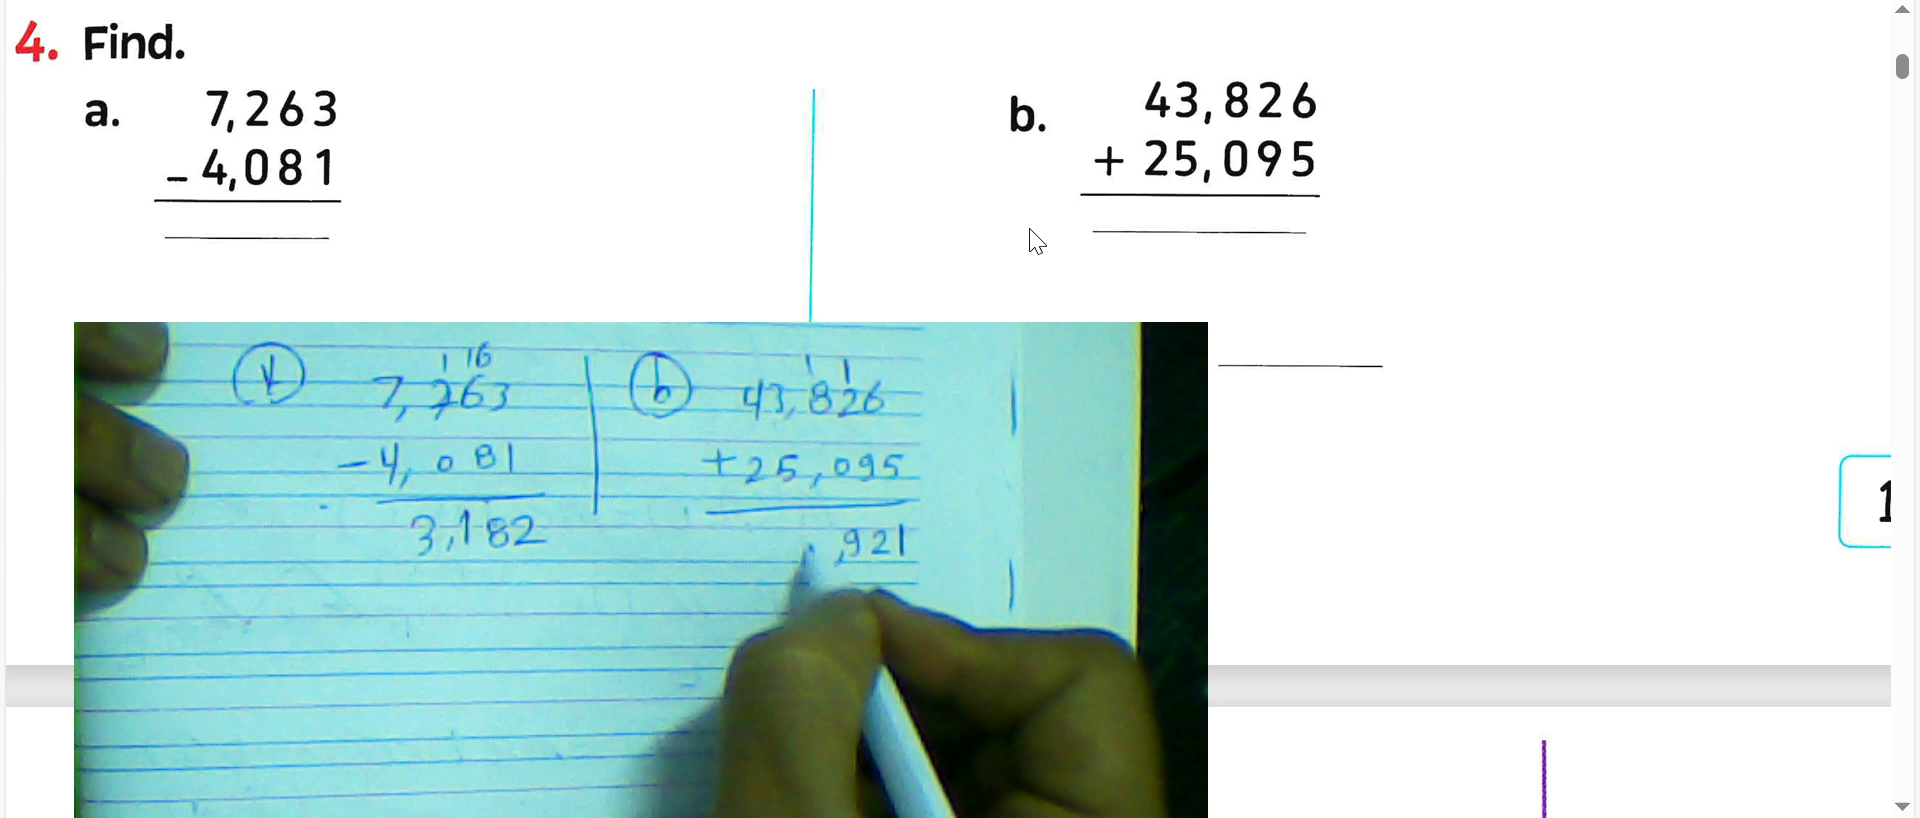 4. Find.
a. 7,263
- 4,081
b. 43,826
+ 25,095
1 16
7,263
- 4,081
3,182
b 1 1
43,826
+ 25,095
,921
1